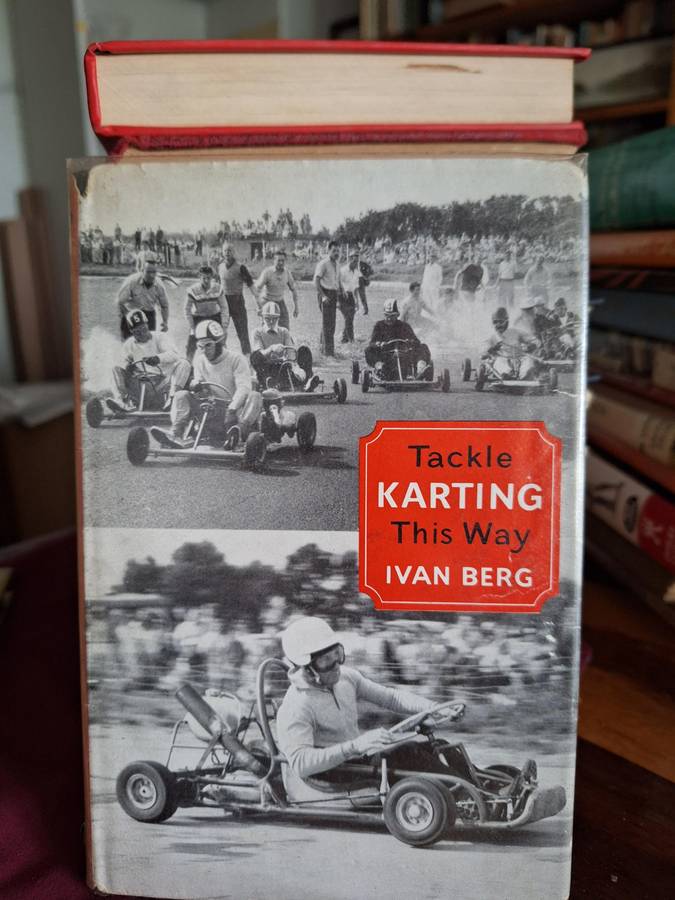 Tackle
KARTING
This Way
IVAN BERG